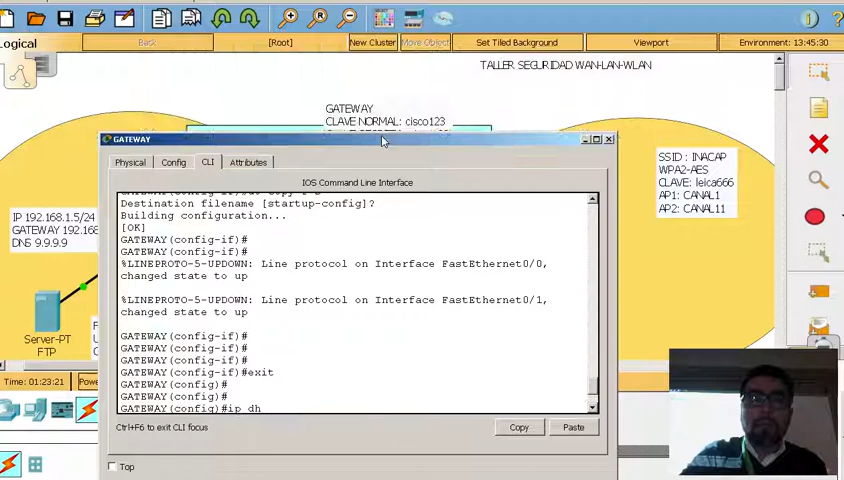 Logical
Back
[Root]
New Cluster
Move Object
Set Tiled Background
Viewport
Environment: 13:45:30
TALLER SEGURIDAD WAN-LAN-WLAN
GATEWAY
CLAVE NORMAL: cisco123
SSID : INACAP
WPA2-AES
CLAVE: leica666
AP1: CANAL1
AP2: CANAL11
IP 192.168.1.5/24
GATEWAY 192.168
DNS 9.9.9.9
Server-PT
FTP
Time: 01:23:21
GATEWAY
Physical
Config
CLI
Attributes
IOS Command Line Interface
Destination filename [startup-config]?
Building configuration...
[OK]
GATEWAY(config-if)#
GATEWAY(config-if)#
%LINEPROTO-5-UPDOWN: Line protocol on Interface FastEthernet0/0,
changed state to up
%LINEPROTO-5-UPDOWN: Line protocol on Interface FastEthernet0/1,
changed state to up
GATEWAY(config-if)#
GATEWAY(config-if)#
GATEWAY(config-if)#
GATEWAY(config-if)#exit
GATEWAY(config)#
GATEWAY(config)#
GATEWAY(config)#ip dh
Ctrl+F6 to exit CLI focus
Copy
Paste
Top